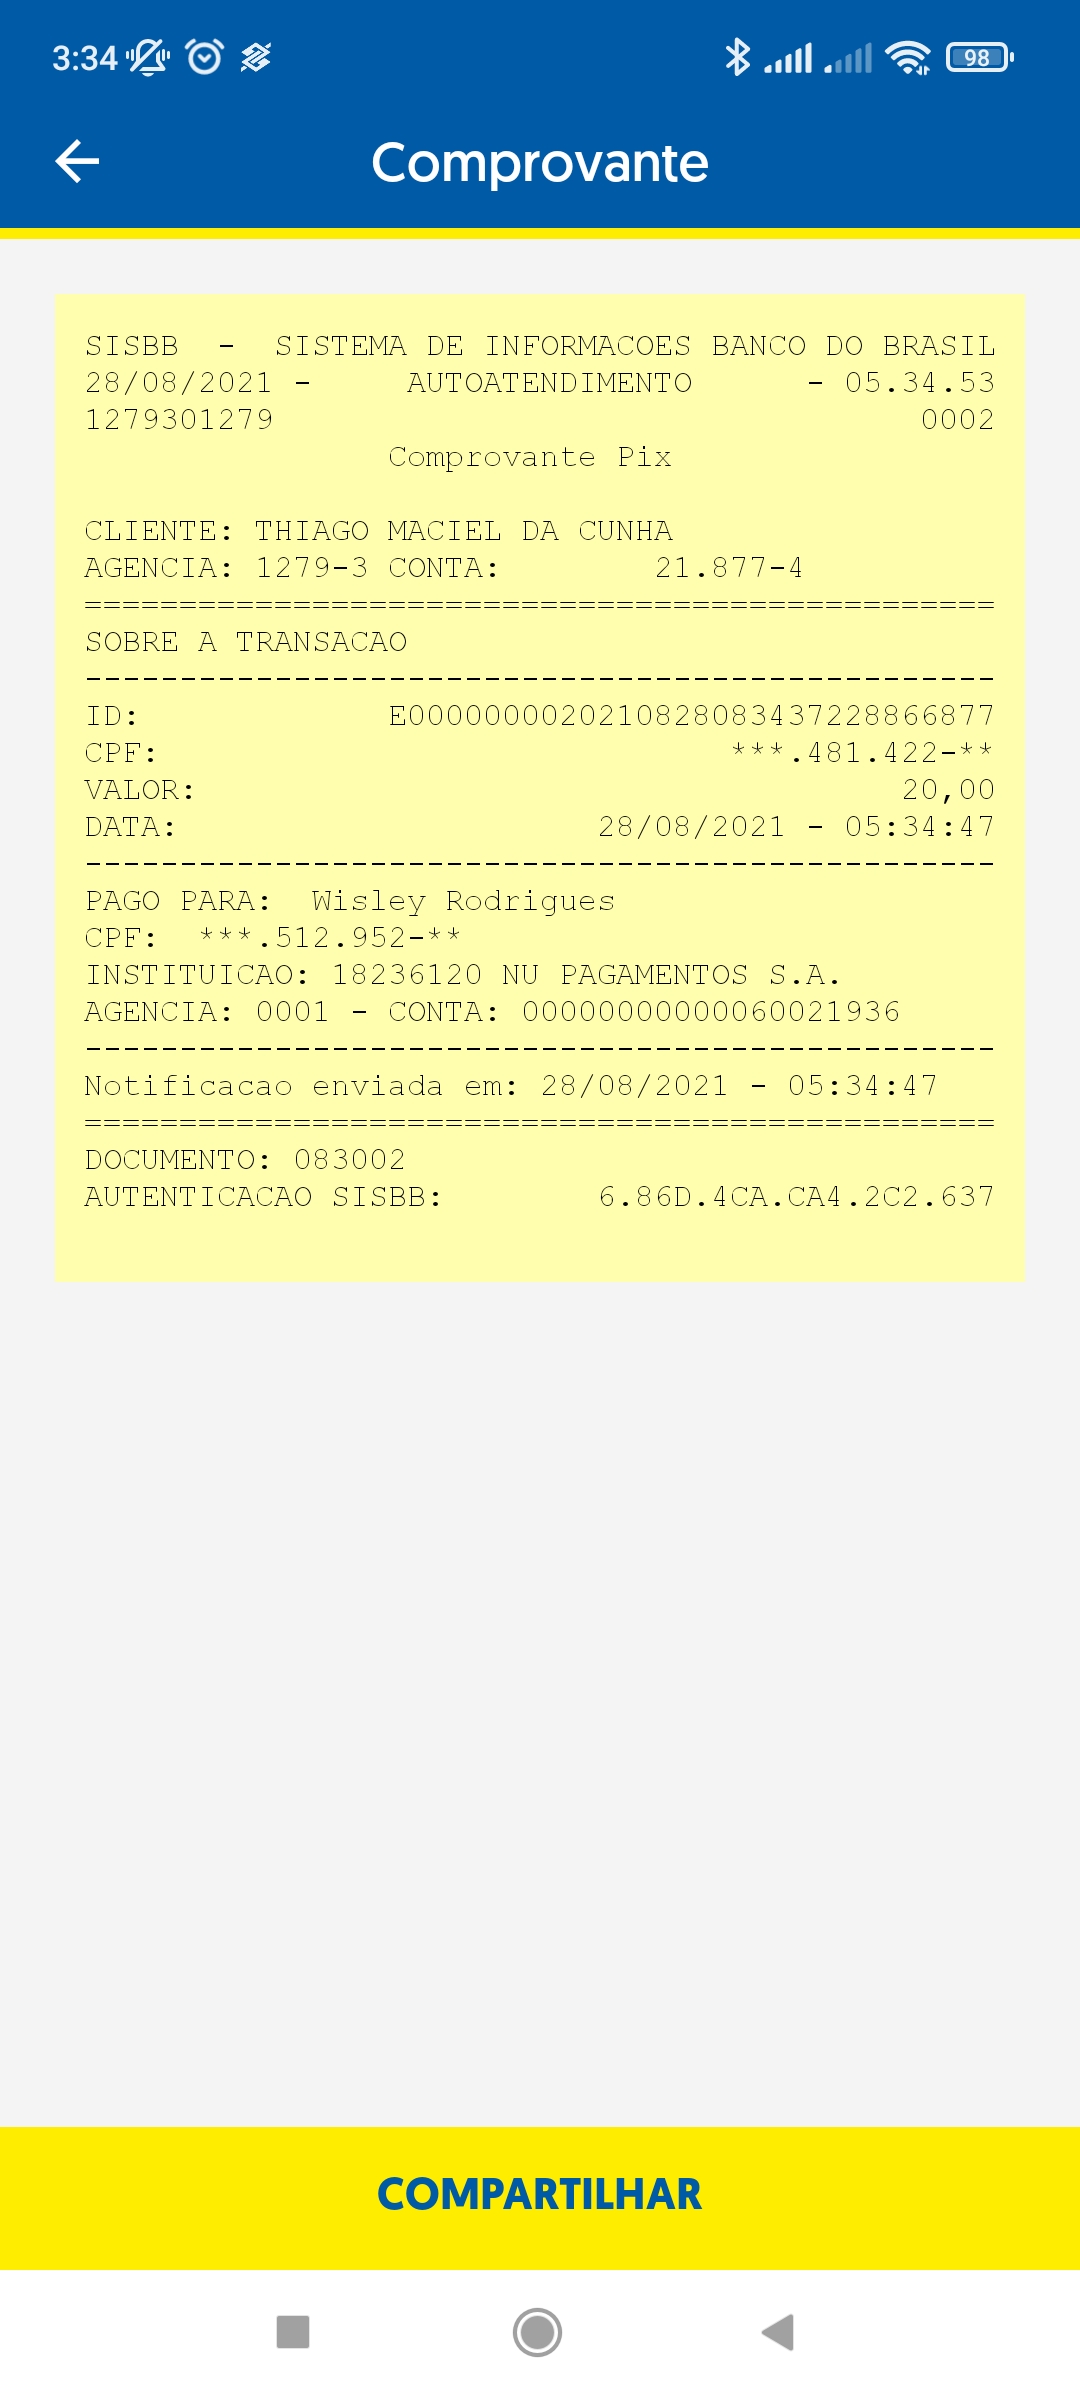 3:34
98
Comprovante
SISBB - SISTEMA DE INFORMACOES BANCO DO BRASIL
28/08/2021 - AUTOATENDIMENTO - 05.34.53
1279301279 0002
Comprovante Pix
CLIENTE: THIAGO MACIEL DA CUNHA
AGENCIA: 1279-3 CONTA: 21.877-4
================================================
SOBRE A TRANSACAO
------------------------------------------------
ID: E0000000020210828083437228866877
CPF: ***.481.422-**
VALOR: 20,00
DATA: 28/08/2021 - 05:34:47
------------------------------------------------
PAGO PARA: Wisley Rodrigues
CPF: ***.512.952-**
INSTITUICAO: 18236120 NU PAGAMENTOS S.A.
AGENCIA: 0001 - CONTA: 00000000000060021936
------------------------------------------------
Notificacao enviada em: 28/08/2021 - 05:34:47
================================================
DOCUMENTO: 083002
AUTENTICACAO SISBB: 6.86D.4CA.CA4.2C2.637
COMPARTILHAR